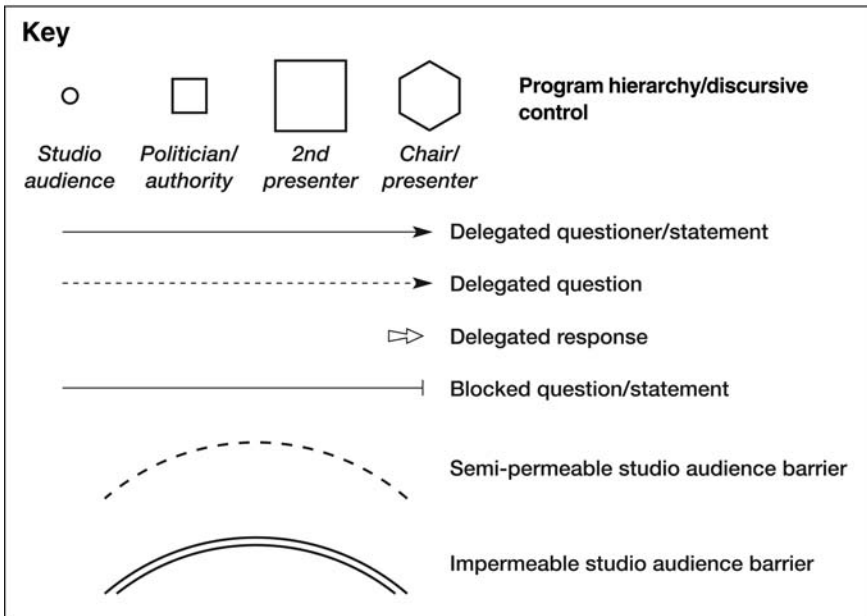 Key
Program hierarchy/discursive
control
Studio
audience
Politician/
authority
2nd
presenter
Chair/
presenter
Delegated questioner/statement
Delegated question
Delegated response
Blocked question/statement
Semi-permeable studio audience barrier
Impermeable studio audience barrier